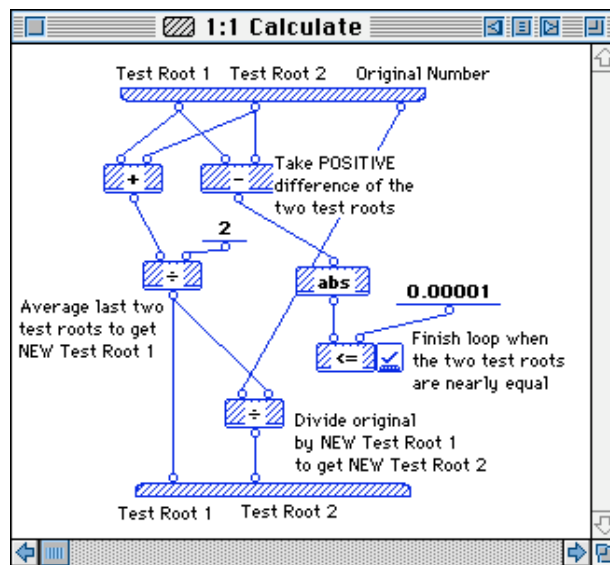 1:1 Calculate
Test Root 1 Test Root 2 Original Number
+
-
Take POSITIVE
difference of the
two test roots
2
÷
abs
0.00001
Average last two
test roots to get
NEW Test Root 1
<=
Finish loop when
the two test roots
are nearly equal
÷
Divide original
by NEW Test Root 1
to get NEW Test Root 2
Test Root 1 Test Root 2